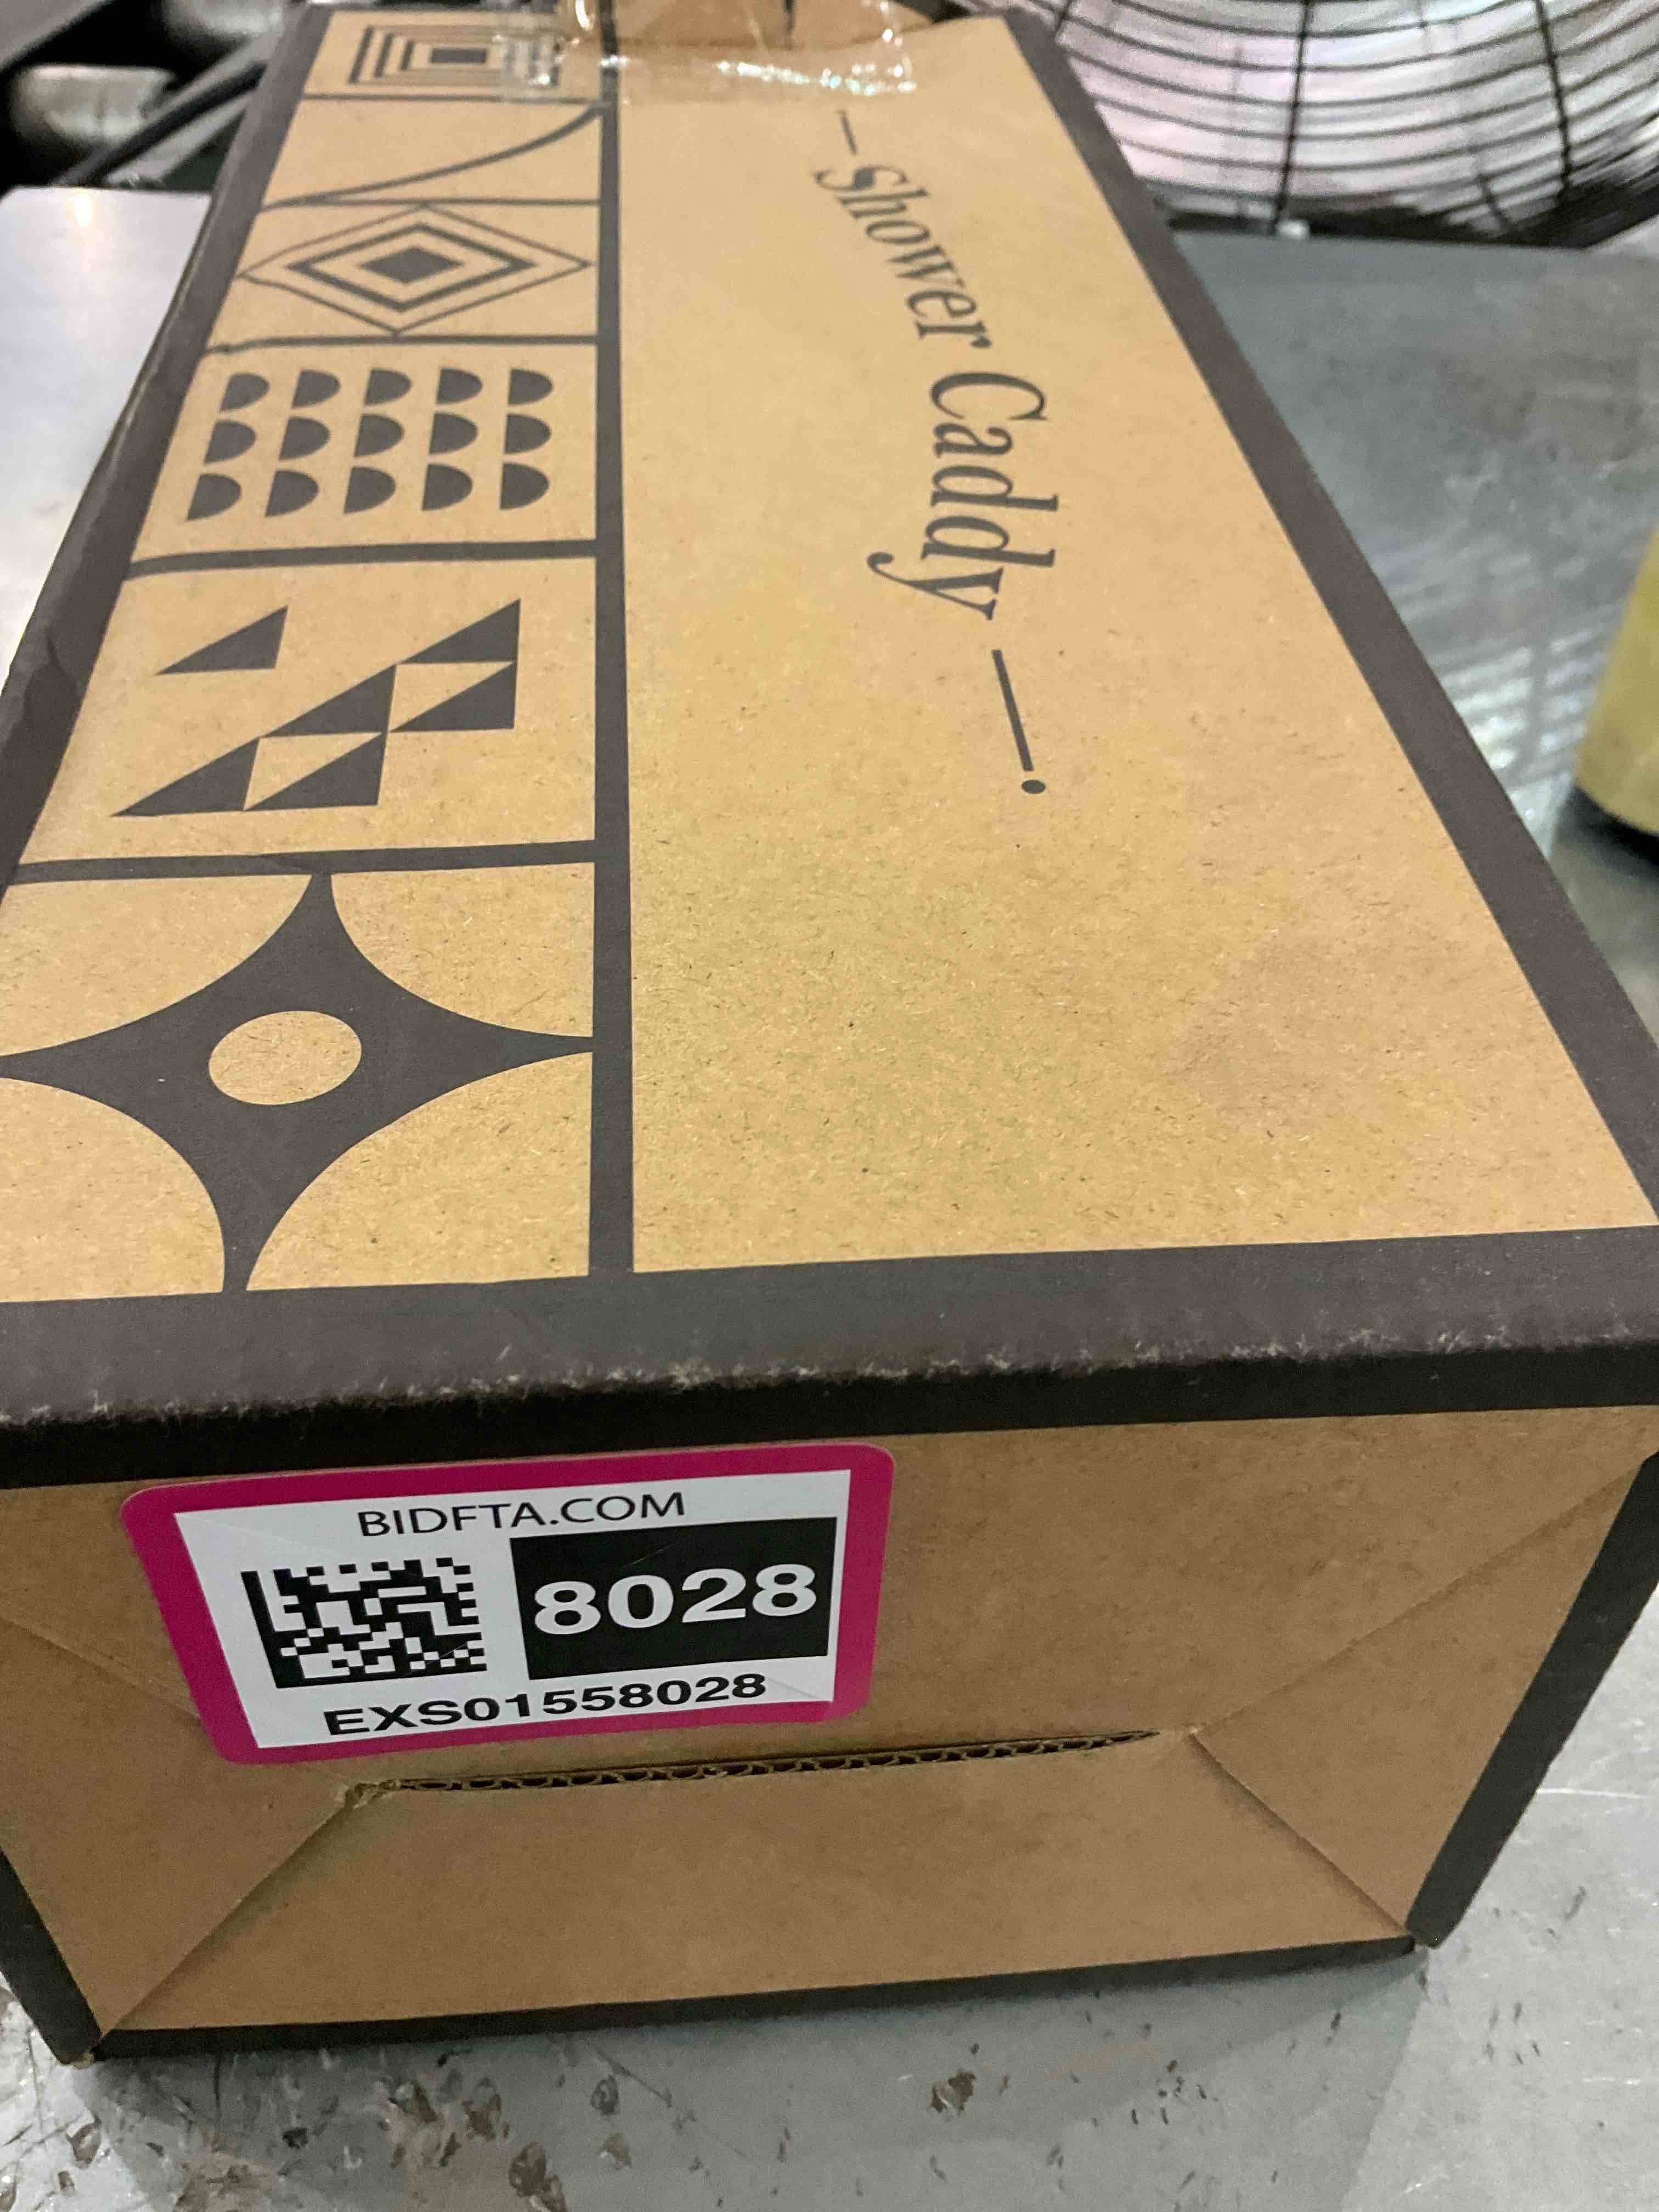 Shower Caddy
BIDFTA.COM
8028
EXS01558028